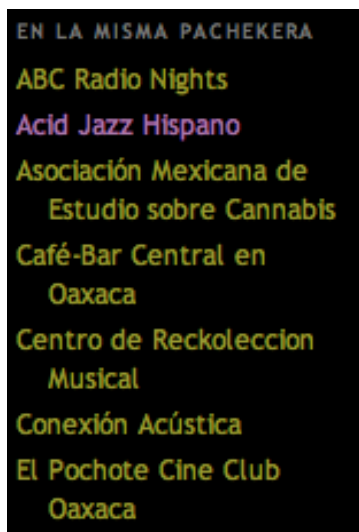 EN LA MISMA PACHEKERA
ABC Radio Nights
Acid Jazz Hispano
Asociación Mexicana de
Estudio sobre Cannabis
Café-Bar Central en
Oaxaca
Centro de Reckoleccion
Musical
Conexión Acústica
El Pochote Cine Club
Oaxaca